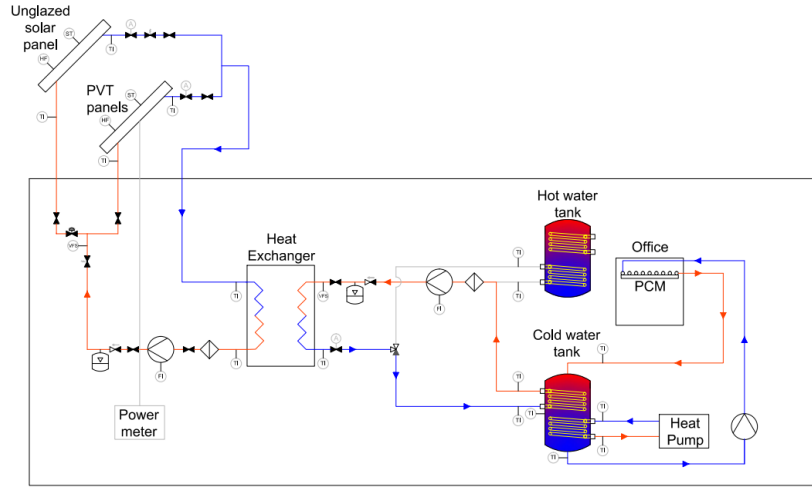 Unglazed
solar
panel
ST
HF
TI
A
PVT
panels
ST
HF
TI
A
TI
TI
VFS
Heat
Exchanger
TI
VFS
TI
TI
A
FI
Power
meter
FI
Hot water
tank
TI
TI
Office
PCM
Cold water
tank
TI
TI
TI
TI
TI
TI
TI
Heat
Pump